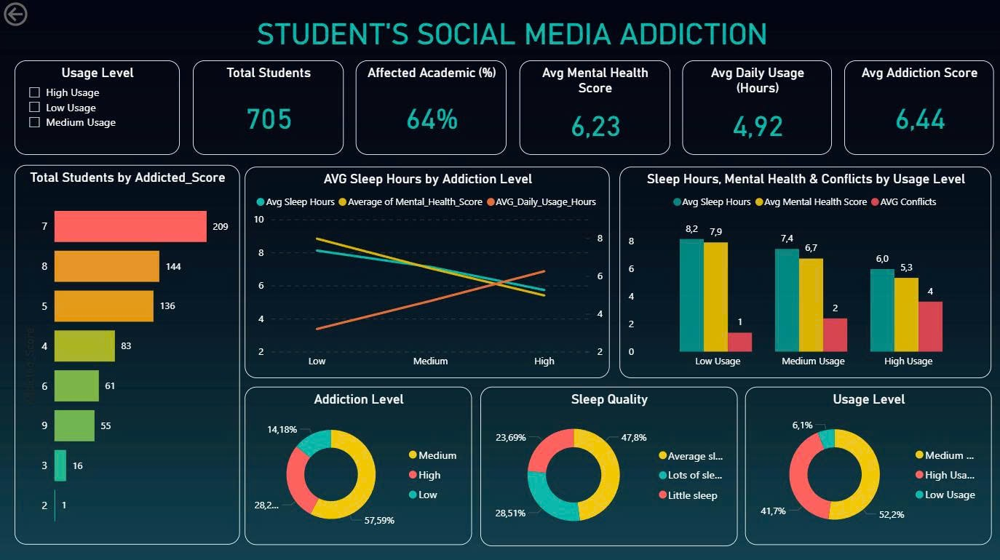 STUDENT'S SOCIAL MEDIA ADDICTION
Usage Level
High Usage
Low Usage
Medium Usage
Total Students
705
Affected Academic (%)
64%
Avg Mental Health
Score
6,23
Avg Daily Usage
(Hours)
4,92
Avg Addiction Score
6,44
Total Students by Addicted_Score
Addicted_Score
7 209
8 144
5 136
4 83
6 61
9 55
3 16
2 1
AVG Sleep Hours by Addiction Level
Avg Sleep Hours Average of Mental_Health_Score AVG_Daily_Usage_Hours
10
8 8
6 6
4 4
2 2
Low Medium High
Sleep Hours, Mental Health & Conflicts by Usage Level
Avg Sleep Hours Avg Mental Health Score AVG Conflicts
8
6
4
2
0
8,2 7,9 1
7,4 6,7 2
6,0 5,3 4
Low Usage Medium Usage High Usage
Addiction Level
14,18%
28,2...
57,59%
Medium
High
Low
Sleep Quality
23,69%
47,8%
28,51%
Average sl...
Lots of sle...
Little sleep
Usage Level
6,1%
41,7%
52,2%
Medium ...
High Usa...
Low Usage